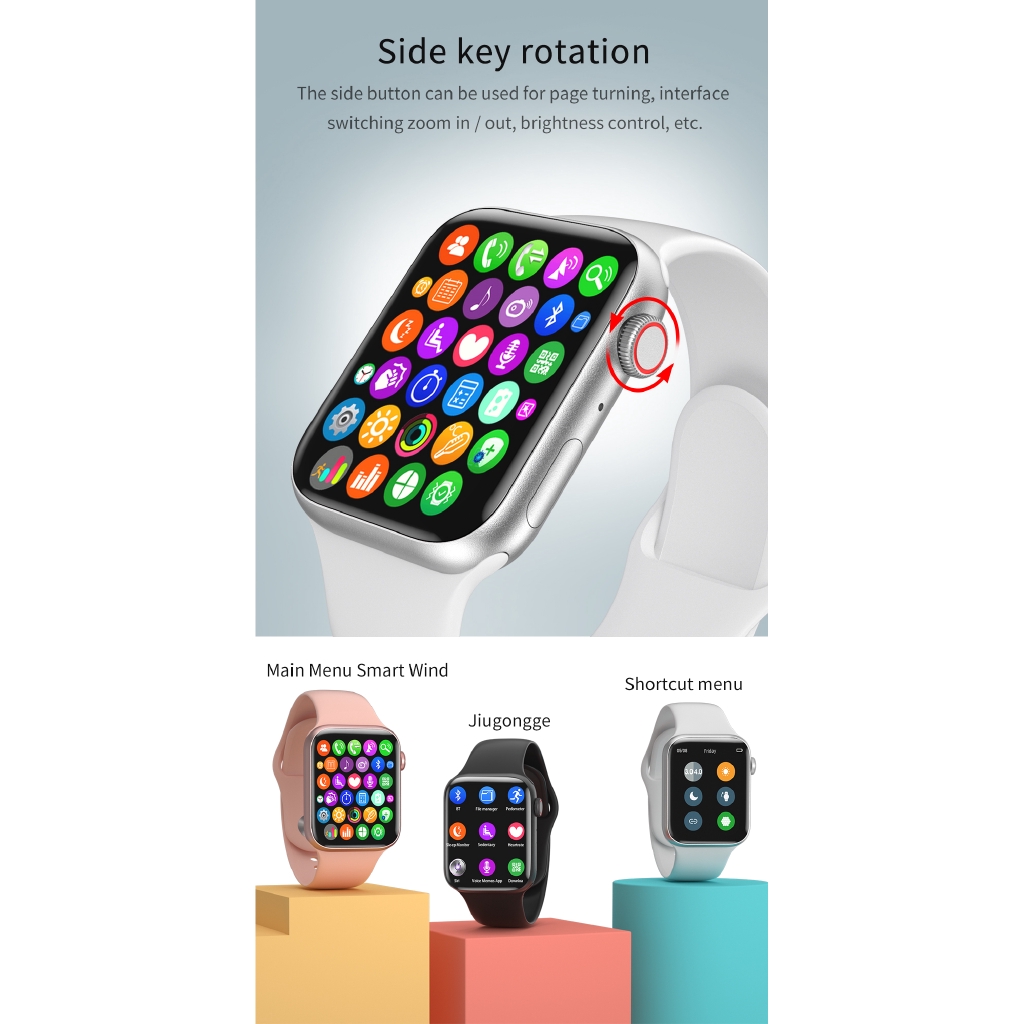 Side key rotation
The side button can be used for page turning, interface
switching zoom in / out, brightness control, etc.
Main Menu Smart Wind
Shortcut menu
Jiugongge
Friday
BT
File manager
Pedometer
Sleep Monitor
Sedentary
Heartrate
Siri
Voice Memos App